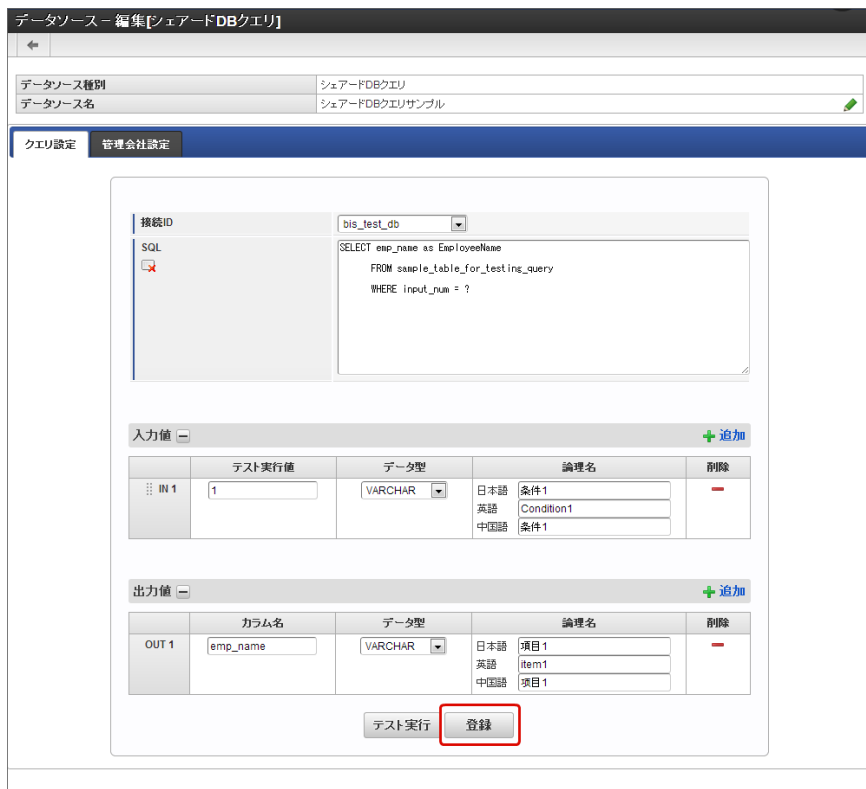 データソース - 編集[シェアードDBクエリ]
データソース種別 シェアードDBクエリ
データソース名 シェアードDBクエリサンプル
クエリ設定 管理会社設定
接続ID bis_test_db
SQL SELECT emp_name as EmployeeName
FROM sample_table_for_testing_query
WHERE input_num = ?
入力値 追加
テスト実行値 データ型 論理名 削除
IN 1 1 VARCHAR 日本語 条件1
英語 Condition1
中国語 条件1
出力値 追加
カラム名 データ型 論理名 削除
OUT 1 emp_name VARCHAR 日本語 項目1
英語 item1
中国語 项目1
テスト実行 登録